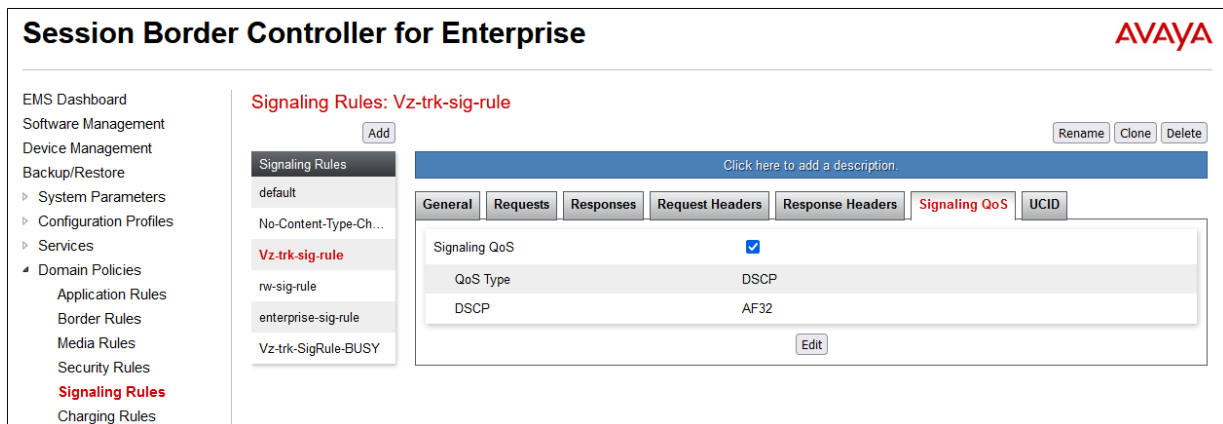 Session Border Controller for Enterprise
AVAYA
EMS Dashboard
Software Management
Device Management
Backup/Restore
System Parameters
Configuration Profiles
Services
Domain Policies
Application Rules
Border Rules
Media Rules
Security Rules
Signaling Rules
Charging Rules
Signaling Rules: Vz-trk-sig-rule
Add
Rename Clone Delete
Signaling Rules
default
No-Content-Type-Ch...
Vz-trk-sig-rule
rw-sig-rule
enterprise-sig-rule
Vz-trk-SigRule-BUSY
Click here to add a description.
General Requests Responses Request Headers Response Headers Signaling QoS UCID
Signaling QoS
QoS Type DSCP
DSCP AF32
Edit